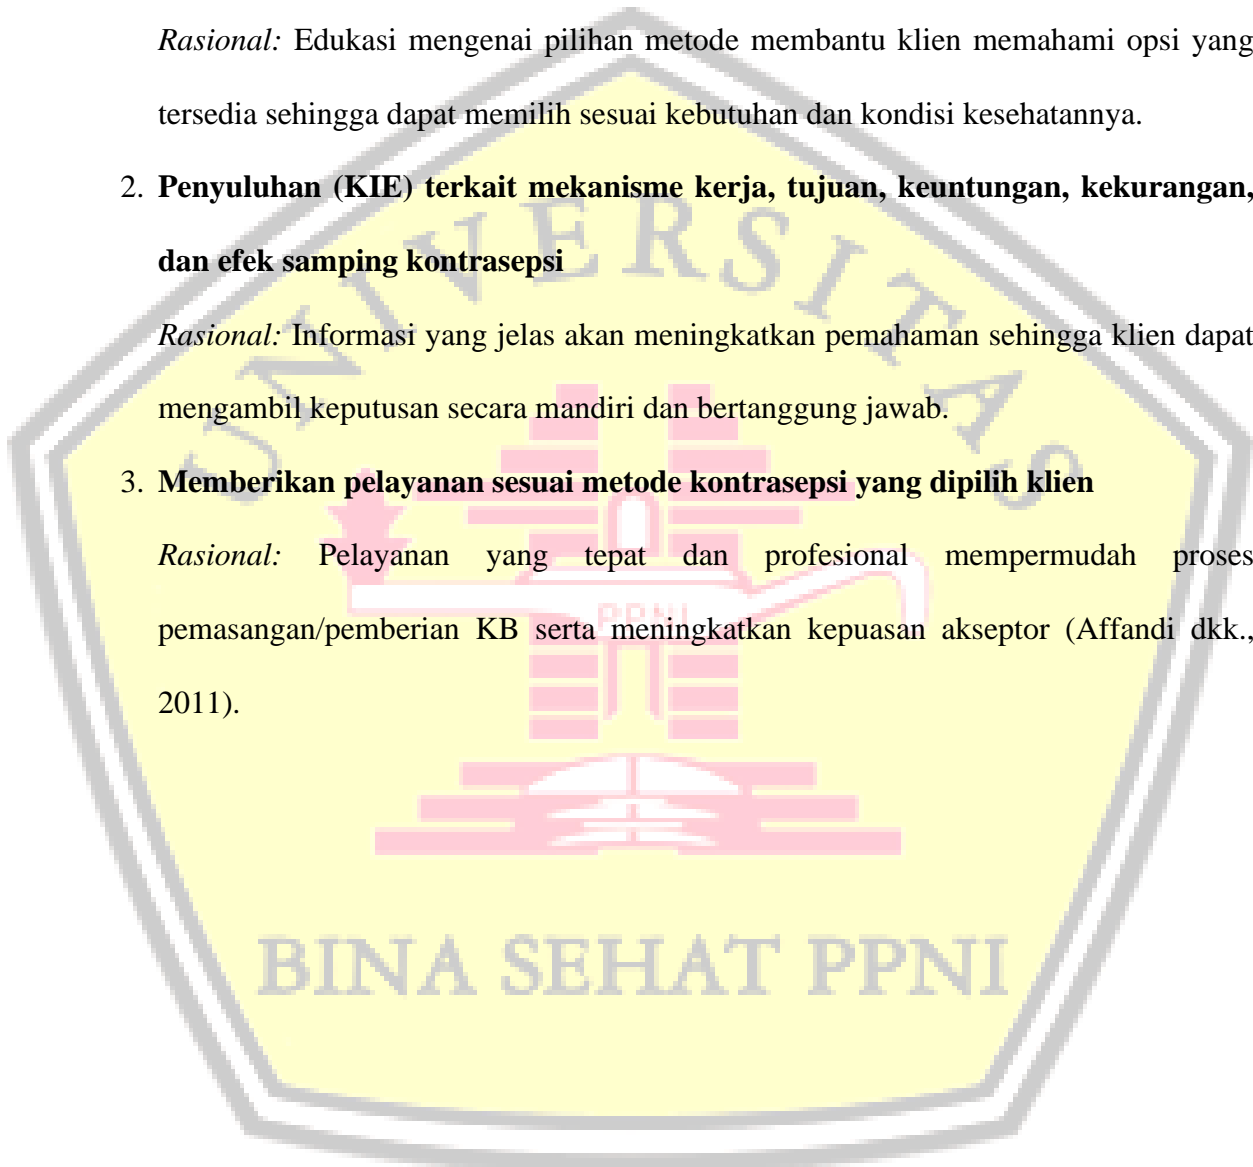 Rasional: Edukasi mengenai pilihan metode membantu klien memahami opsi yang
tersedia sehingga dapat memilih sesuai kebutuhan dan kondisi kesehatannya.
2. Penyuluhan (KIE) terkait mekanisme kerja, tujuan, keuntungan, kekurangan,
dan efek samping kontrasepsi
Rasional: Informasi yang jelas akan meningkatkan pemahaman sehingga klien dapat
mengambil keputusan secara mandiri dan bertanggung jawab.
3. Memberikan pelayanan sesuai metode kontrasepsi yang dipilih klien
Rasional: Pelayanan yang tepat dan profesional mempermudah proses
pemasangan/pemberian KB serta meningkatkan kepuasan akseptor (Affandi dkk.,
2011).
UNIVERSITAS
PPNI
BINA SEHAT PPNI